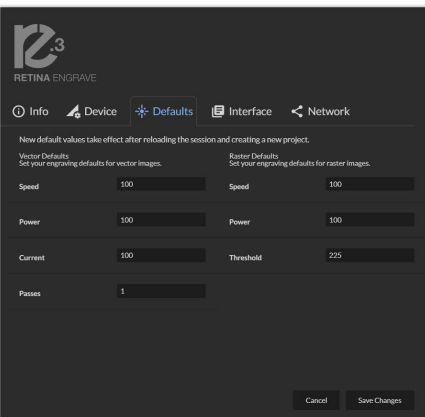 re.3
RETINA ENGRAVE
Info Device Defaults Interface Network
New default values take effect after reloading the session and creating a new project.
Vector Defaults
Set your engraving defaults for vector images.
Raster Defaults
Set your engraving defaults for raster images.
Speed 100 Speed 100
Power 100 Power 100
Current 100 Threshold 225
Passes 1
Cancel Save Changes